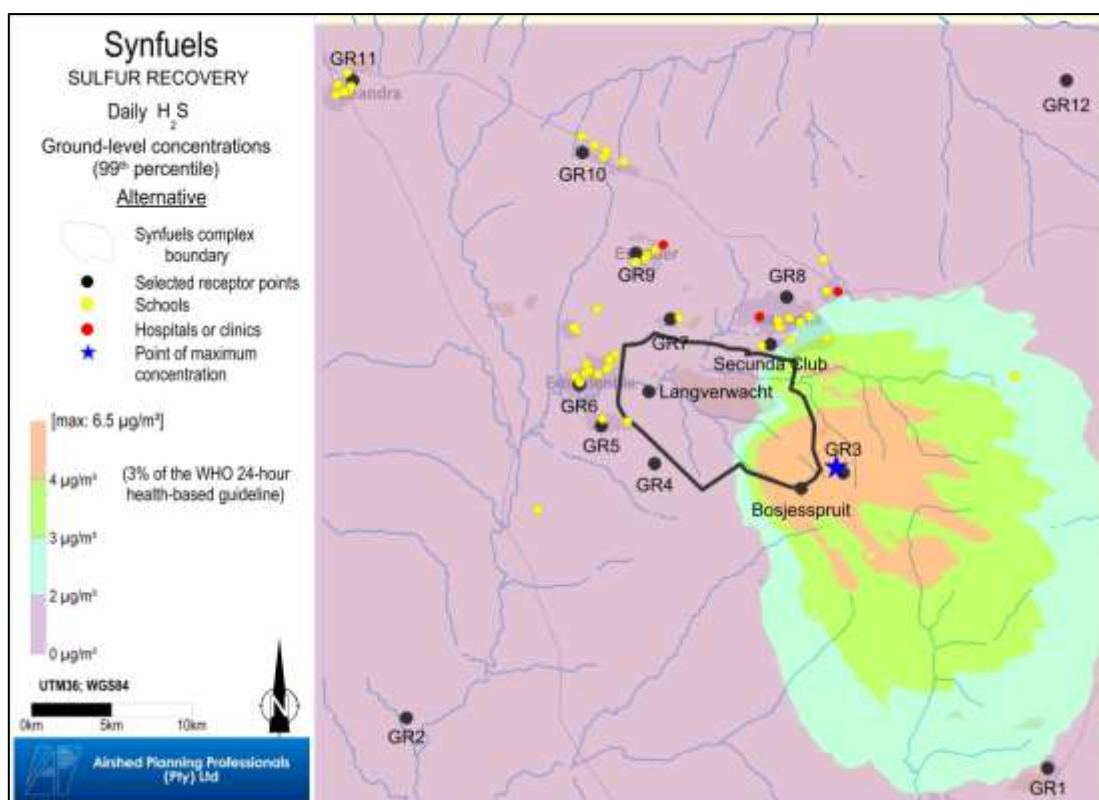 Synfuels
SULFUR RECOVERY
Daily H₂S
Ground-level concentrations
(99th percentile)
Alternative
Synfuels complex
boundary
Selected receptor points
Schools
Hospitals or clinics
Point of maximum
concentration
[max: 6.5 µg/m³]
4 µg/m³
(3% of the WHO 24-hour
health-based guideline)
3 µg/m³
2 µg/m³
0 µg/m³
UTM36; WGS84
0km 5km 10km
N
Airshed Planning Professionals
(Pty) Ltd
GR11
GR12
GR10
GR9
GR8
GR7
Secunda Club
Langverwacht
GR6
GR5
GR4
GR3
Bosjesspruit
GR2
GR1